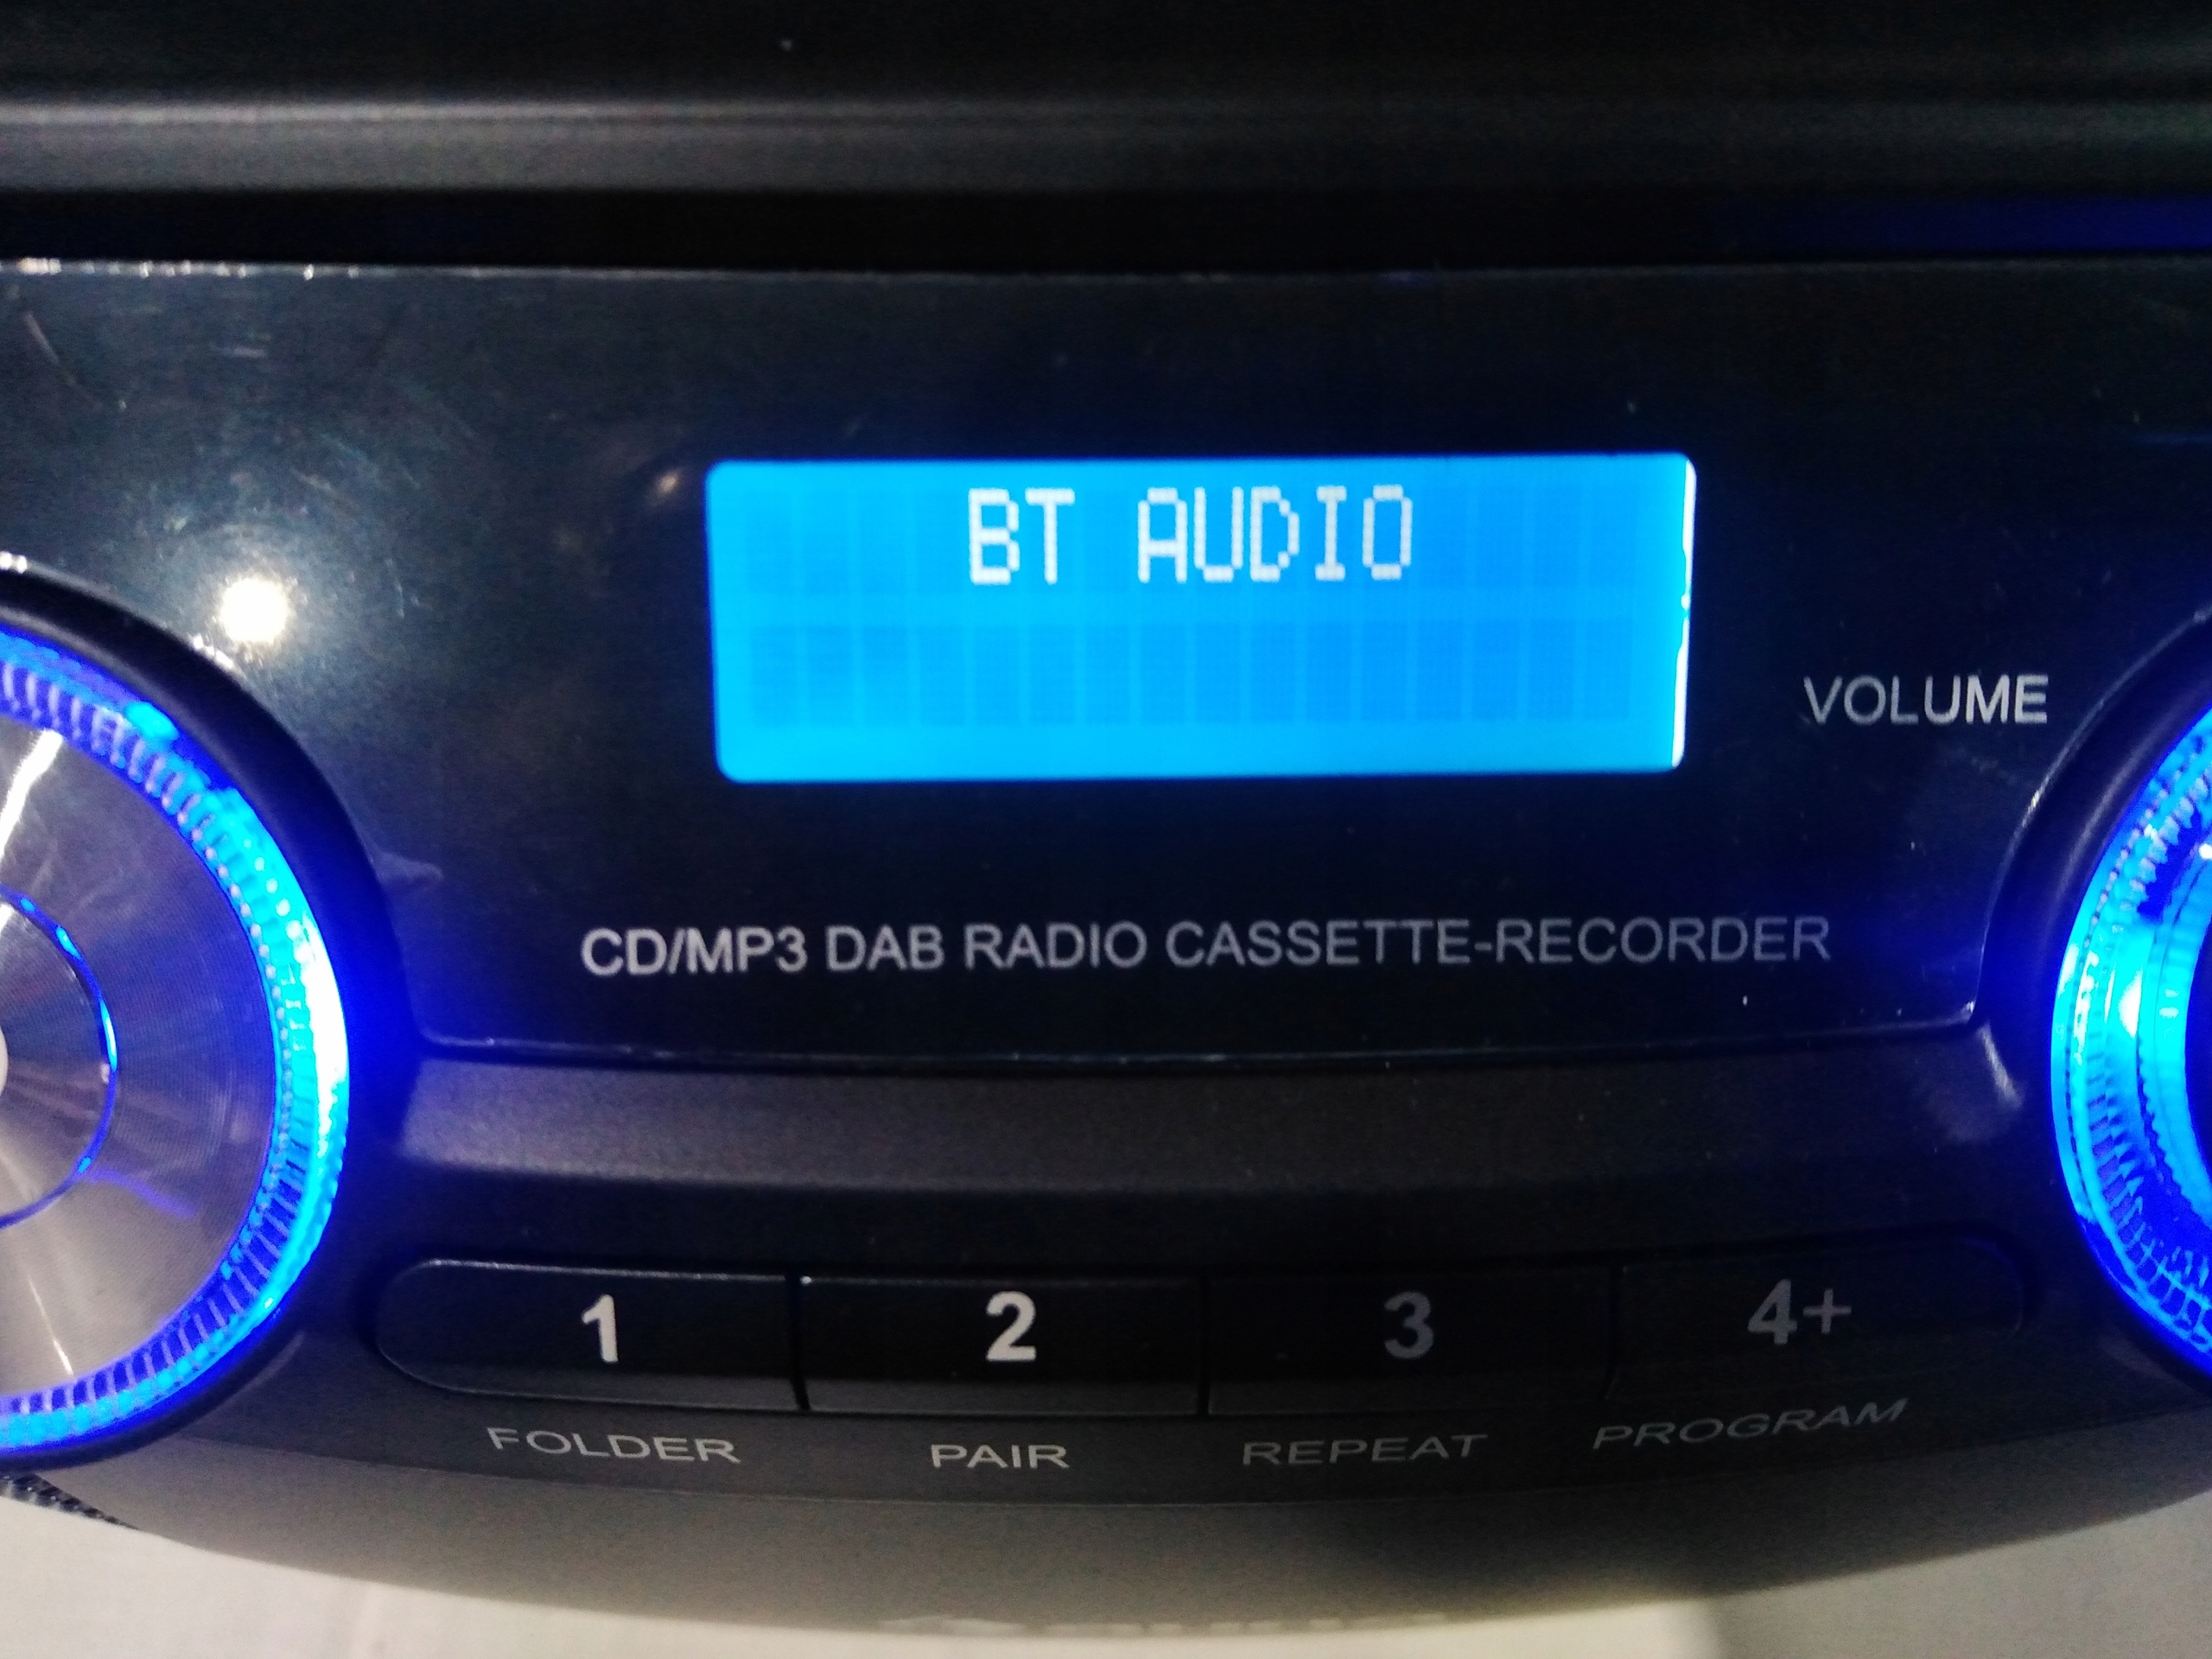 BT AUDIO
VOLUME
CD/MP3 DAB RADIO CASSETTE-RECORDER
1 2 3 4+
FOLDER PAIR REPEAT PROGRAM